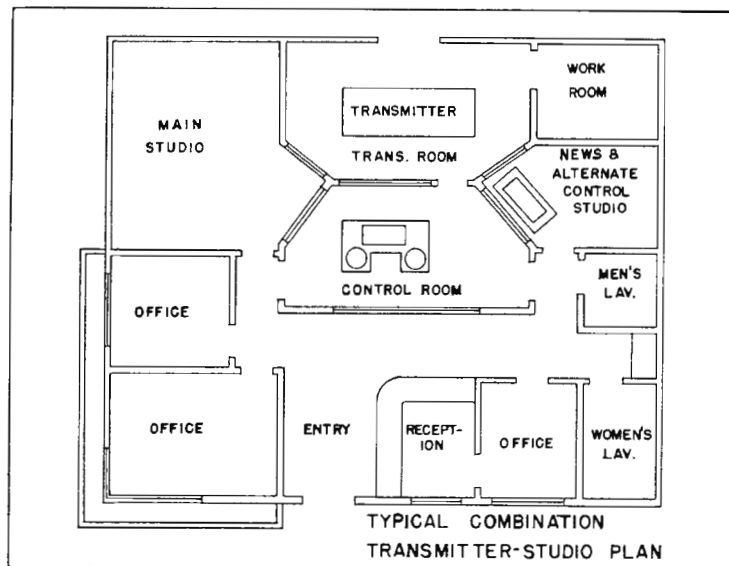 WORK
ROOM
TRANSMITTER
MAIN
STUDIO
TRANS. ROOM
NEWS &
ALTERNATE
CONTROL
STUDIO
MEN'S
LAV.
CONTROL ROOM
OFFICE
OFFICE
ENTRY
RECEPT-
ION
OFFICE
WOMEN'S
LAV.
TYPICAL COMBINATION
TRANSMITTER-STUDIO PLAN